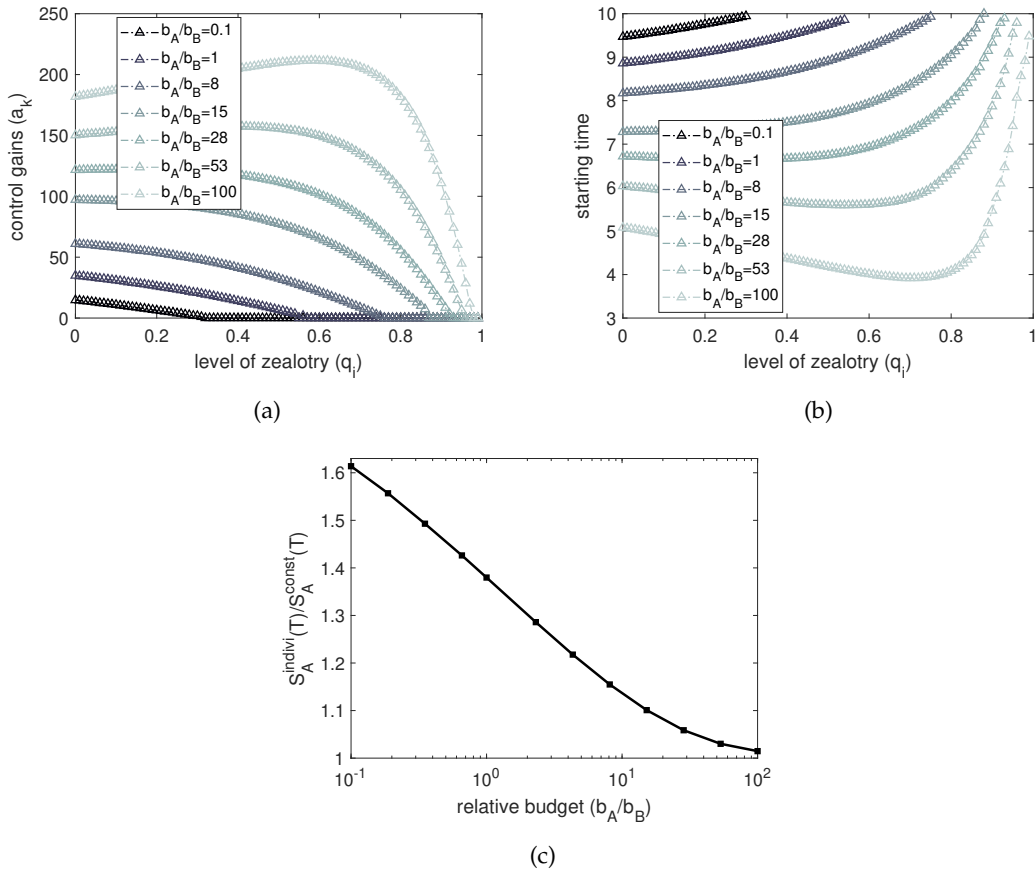 250
200
150
100
50
0
control gains (a_k)
b_A/b_B=0.1
b_A/b_B=1
b_A/b_B=8
b_A/b_B=15
b_A/b_B=28
b_A/b_B=53
b_A/b_B=100
0 0.2 0.4 0.6 0.8 1
level of zealotry (q_i)
(a)
10
9
8
7
6
5
4
3
starting time
b_A/b_B=0.1
b_A/b_B=1
b_A/b_B=8
b_A/b_B=15
b_A/b_B=28
b_A/b_B=53
b_A/b_B=100
0 0.2 0.4 0.6 0.8 1
level of zealotry (q_i)
(b)
1.6
1.5
1.4
1.3
1.2
1.1
1
S_A^indivi(T)/S_A^const(T)
10^-1 10^0 10^1 10^2
relative budget (b_A/b_B)
(c)